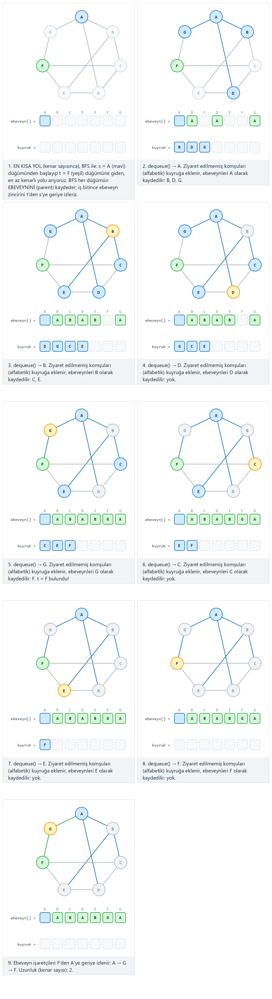 A
G
B
F
C
E
D
A B C D E F G
ebeveyn[] =
kuyruk =
1. EN KISA YOL (kenar sayısınca), BFS ile: s = A (mavi)
düğümünden başlayıp t = F (yeşil) düğümüne giden,
en az kenarlı yolu arıyoruz. BFS her düğümün
EBEVEYNİNİ (parent) kaydeder; iş bitince ebeveyn
zincirini t'den s'ye geriye izleriz.
A
G
B
F
C
E
D
A B C D E F G
ebeveyn[] = A A A
kuyruk = B D G
2. dequeue() → A. Ziyaret edilmemiş komşuları
(alfabetik) kuyruğa eklenir, ebeveynleri A olarak
kaydedilir: B, D, G.
A
G
B
F
C
E
D
A B C D E F G
ebeveyn[] = A B A B A
kuyruk = D G C E
3. dequeue() → B. Ziyaret edilmemiş komşuları
(alfabetik) kuyruğa eklenir, ebeveynleri B olarak
kaydedilir: C, E.
A
G
B
F
C
E
D
A B C D E F G
ebeveyn[] = A B A B A
kuyruk = G C E
4. dequeue() → D. Ziyaret edilmemiş komşuları
(alfabetik) kuyruğa eklenir, ebeveynleri D olarak
kaydedilir: yok.
A
G
B
F
C
E
D
A B C D E F G
ebeveyn[] = A B A B G A
kuyruk = C E F
5. dequeue() → G. Ziyaret edilmemiş komşuları
(alfabetik) kuyruğa eklenir, ebeveynleri G olarak
kaydedilir: F. t = F bulundu!
A
G
B
F
C
E
D
A B C D E F G
ebeveyn[] = A B A B G A
kuyruk = E F
6. dequeue() → C. Ziyaret edilmemiş komşuları
(alfabetik) kuyruğa eklenir, ebeveynleri C olarak
kaydedilir: yok.
A
G
B
F
C
E
D
A B C D E F G
ebeveyn[] = A B A B G A
kuyruk = F
7. dequeue() → E. Ziyaret edilmemiş komşuları
(alfabetik) kuyruğa eklenir, ebeveynleri E olarak
kaydedilir: yok.
A
G
B
F
C
E
D
A B C D E F G
ebeveyn[] = A B A B G A
kuyruk =
8. dequeue() → F. Ziyaret edilmemiş komşuları
(alfabetik) kuyruğa eklenir, ebeveynleri F olarak
kaydedilir: yok.
A
G
B
F
C
E
D
A B C D E F G
ebeveyn[] = A B A B G A
kuyruk =
9. Ebeveyn işaretçileri F'den A'ye geriye izlenir: A → G
→ F. Uzunluk (kenar sayısı): 2.